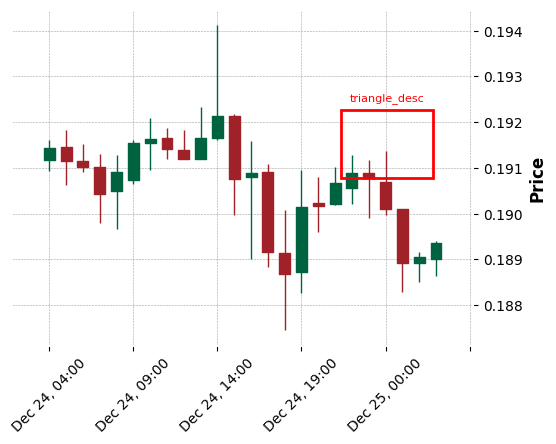 0.194
0.193
triangle_desc
0.192
0.191
0.190
0.189
0.188
Price
Dec 24, 04:00
Dec 24, 09:00
Dec 24, 14:00
Dec 24, 19:00
Dec 25, 00:00